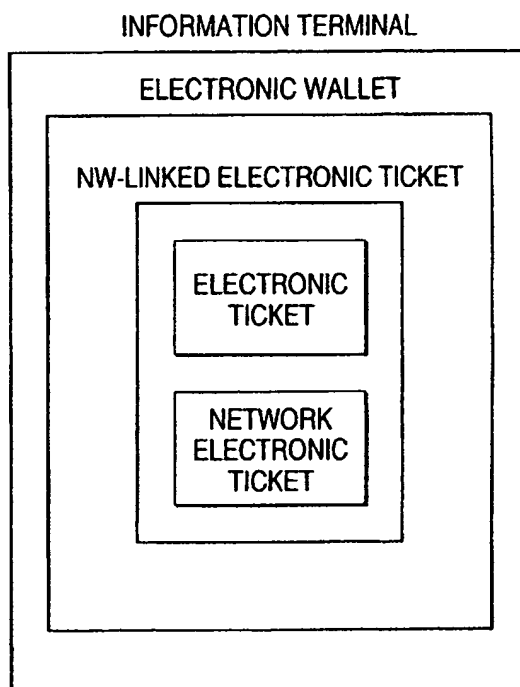 INFORMATION TERMINAL
ELECTRONIC WALLET
NW-LINKED ELECTRONIC TICKET
ELECTRONIC
TICKET
NETWORK
ELECTRONIC
TICKET